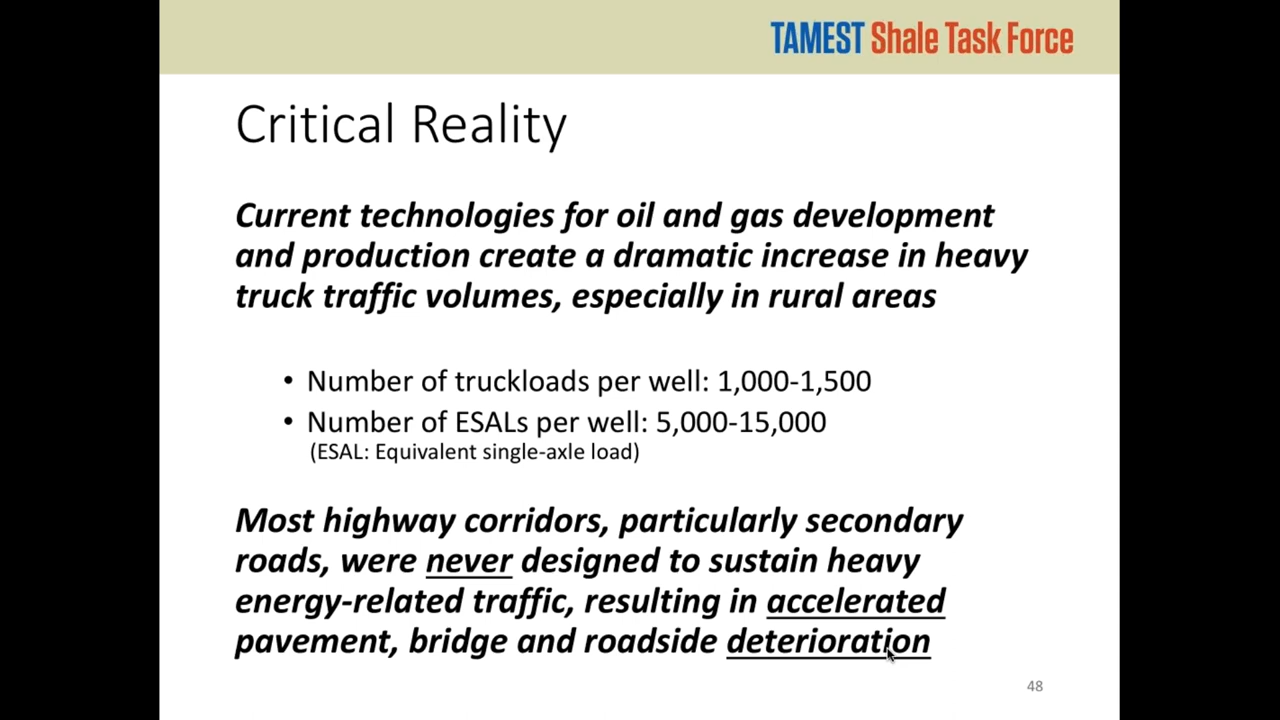 TAMEST Shale Task Force
Critical Reality
Current technologies for oil and gas development
and production create a dramatic increase in heavy
truck traffic volumes, especially in rural areas
• Number of truckloads per well: 1,000-1,500
• Number of ESALs per well: 5,000-15,000
(ESAL: Equivalent single-axle load)
Most highway corridors, particularly secondary
roads, were never designed to sustain heavy
energy-related traffic, resulting in accelerated
pavement, bridge and roadside deterioration
48